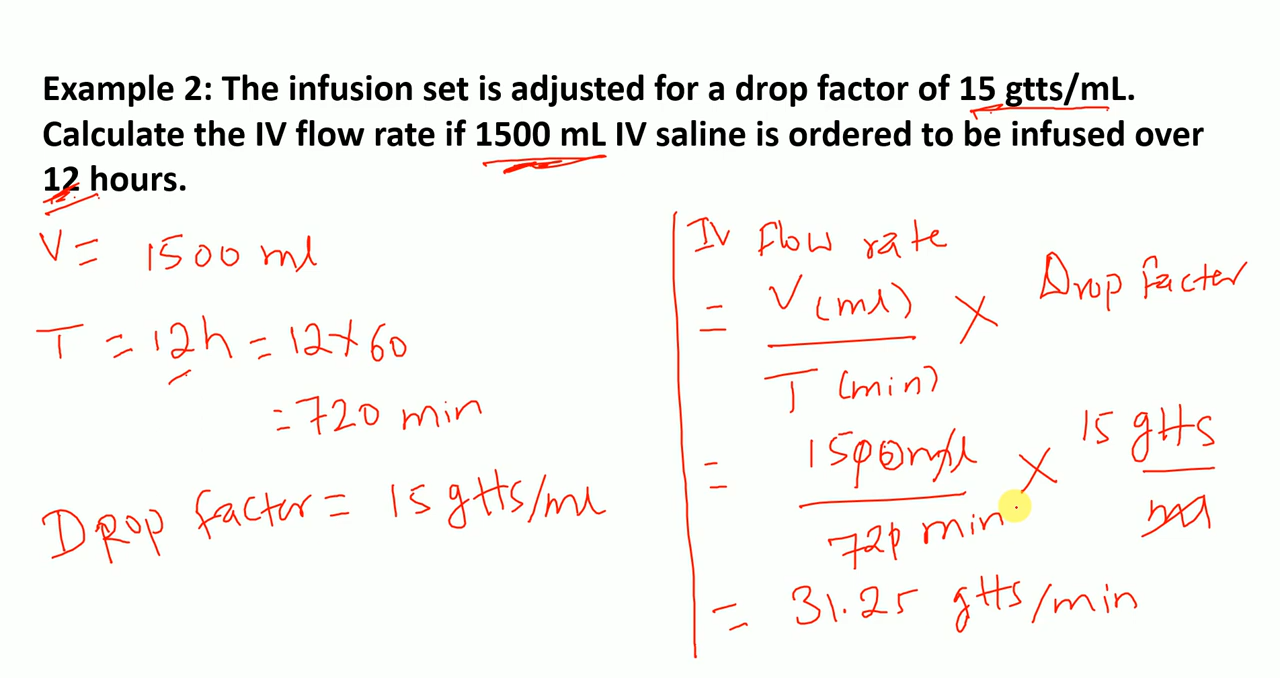 Example 2: The infusion set is adjusted for a drop factor of 15 gtts/mL.
Calculate the IV flow rate if 1500 mL IV saline is ordered to be infused over
12 hours.
V = 1500 ml
T = 12h = 12 × 60
= 720 min
Drop factor = 15 gtts/ml
IV Flow rate
= V (ml) / T (min) × Drop factor
= 1500 ml / 720 min × 15 gtts / ml
= 31.25 gtts/min